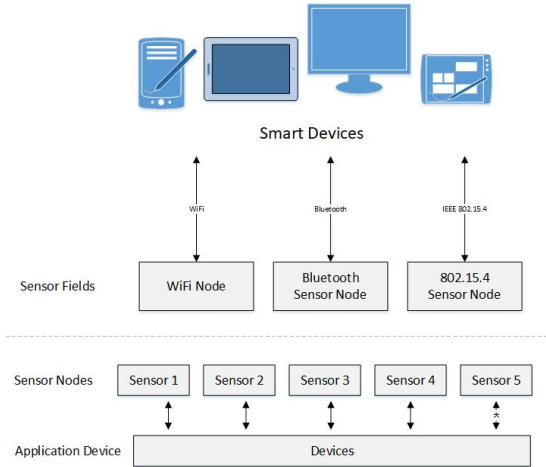 Smart Devices
WiFi
Bluetooth
IEEE 802.15.4
Sensor Fields
WiFi Node
Bluetooth
Sensor Node
802.15.4
Sensor Node
Sensor Nodes
Sensor 1
Sensor 2
Sensor 3
Sensor 4
Sensor 5
*
Application Device
Devices